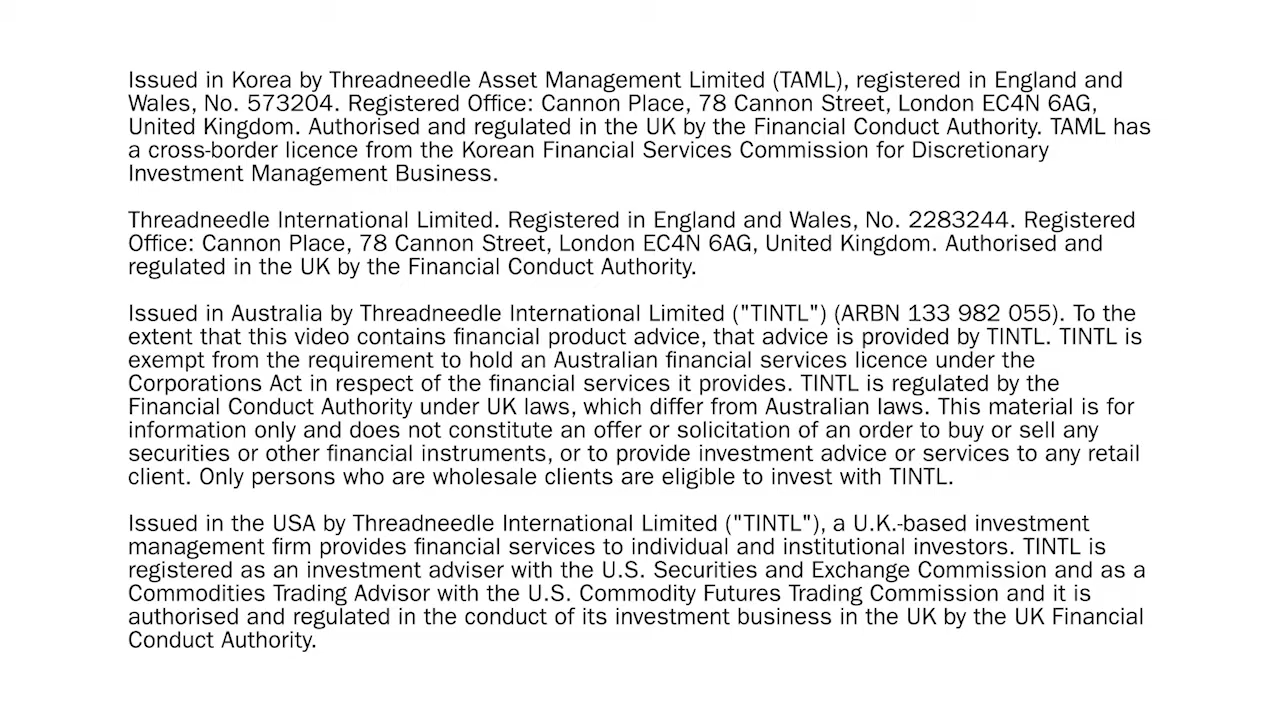 Issued in Korea by Threadneedle Asset Management Limited (TAML), registered in England and
Wales, No. 573204. Registered Office: Cannon Place, 78 Cannon Street, London EC4N 6AG,
United Kingdom. Authorised and regulated in the UK by the Financial Conduct Authority. TAML has
a cross-border licence from the Korean Financial Services Commission for Discretionary
Investment Management Business.
Threadneedle International Limited. Registered in England and Wales, No. 2283244. Registered
Office: Cannon Place, 78 Cannon Street, London EC4N 6AG, United Kingdom. Authorised and
regulated in the UK by the Financial Conduct Authority.
Issued in Australia by Threadneedle International Limited ("TINTL") (ARBN 133 982 055). To the
extent that this video contains financial product advice, that advice is provided by TINTL. TINTL is
exempt from the requirement to hold an Australian financial services licence under the
Corporations Act in respect of the financial services it provides. TINTL is regulated by the
Financial Conduct Authority under UK laws, which differ from Australian laws. This material is for
information only and does not constitute an offer or solicitation of an order to buy or sell any
securities or other financial instruments, or to provide investment advice or services to any retail
client. Only persons who are wholesale clients are eligible to invest with TINTL.
Issued in the USA by Threadneedle International Limited ("TINTL"), a U.K.-based investment
management firm provides financial services to individual and institutional investors. TINTL is
registered as an investment adviser with the U.S. Securities and Exchange Commission and as a
Commodities Trading Advisor with the U.S. Commodity Futures Trading Commission and it is
authorised and regulated in the conduct of its investment business in the UK by the UK Financial
Conduct Authority.